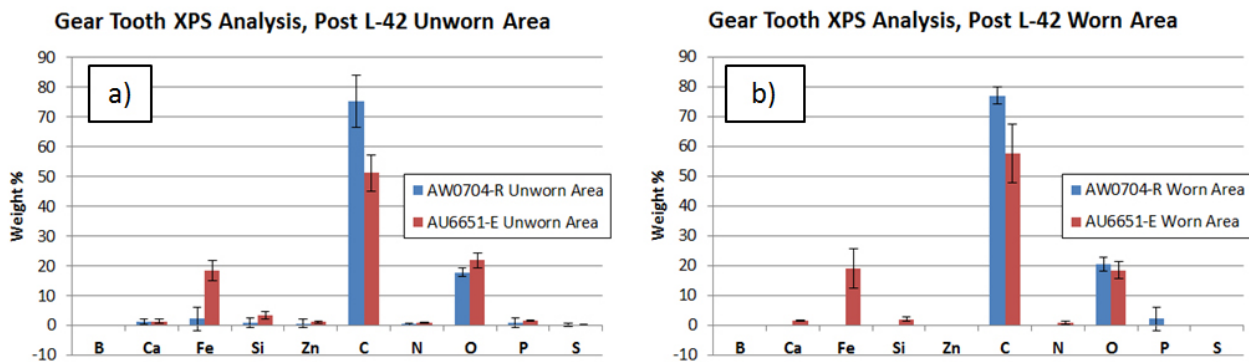 Gear Tooth XPS Analysis, Post L-42 Unworn Area
a)
Weight %
90
80
70
60
50
40
30
20
10
0
-10
B Ca Fe Si Zn C N O P S
AW0704-R Unworn Area
AU6651-E Unworn Area
Gear Tooth XPS Analysis, Post L-42 Worn Area
b)
Weight %
90
80
70
60
50
40
30
20
10
0
-10
B Ca Fe Si Zn C N O P S
AW0704-R Worn Area
AU6651-E Worn Area